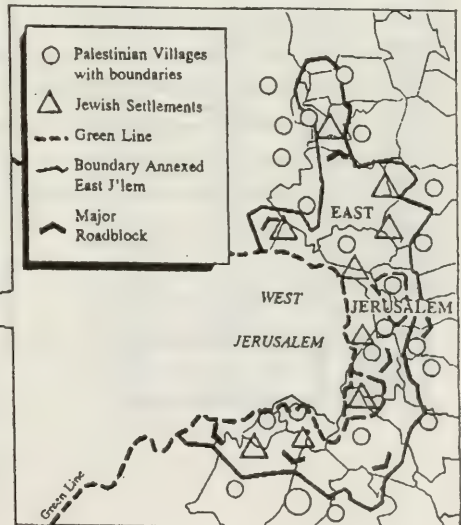 Palestinian Villages
with boundaries
Jewish Settlements
Green Line
Boundary Annexed
East J'lem
Major
Roadblock
EAST
WEST
JERUSALEM
JERUSALEM
Green Line